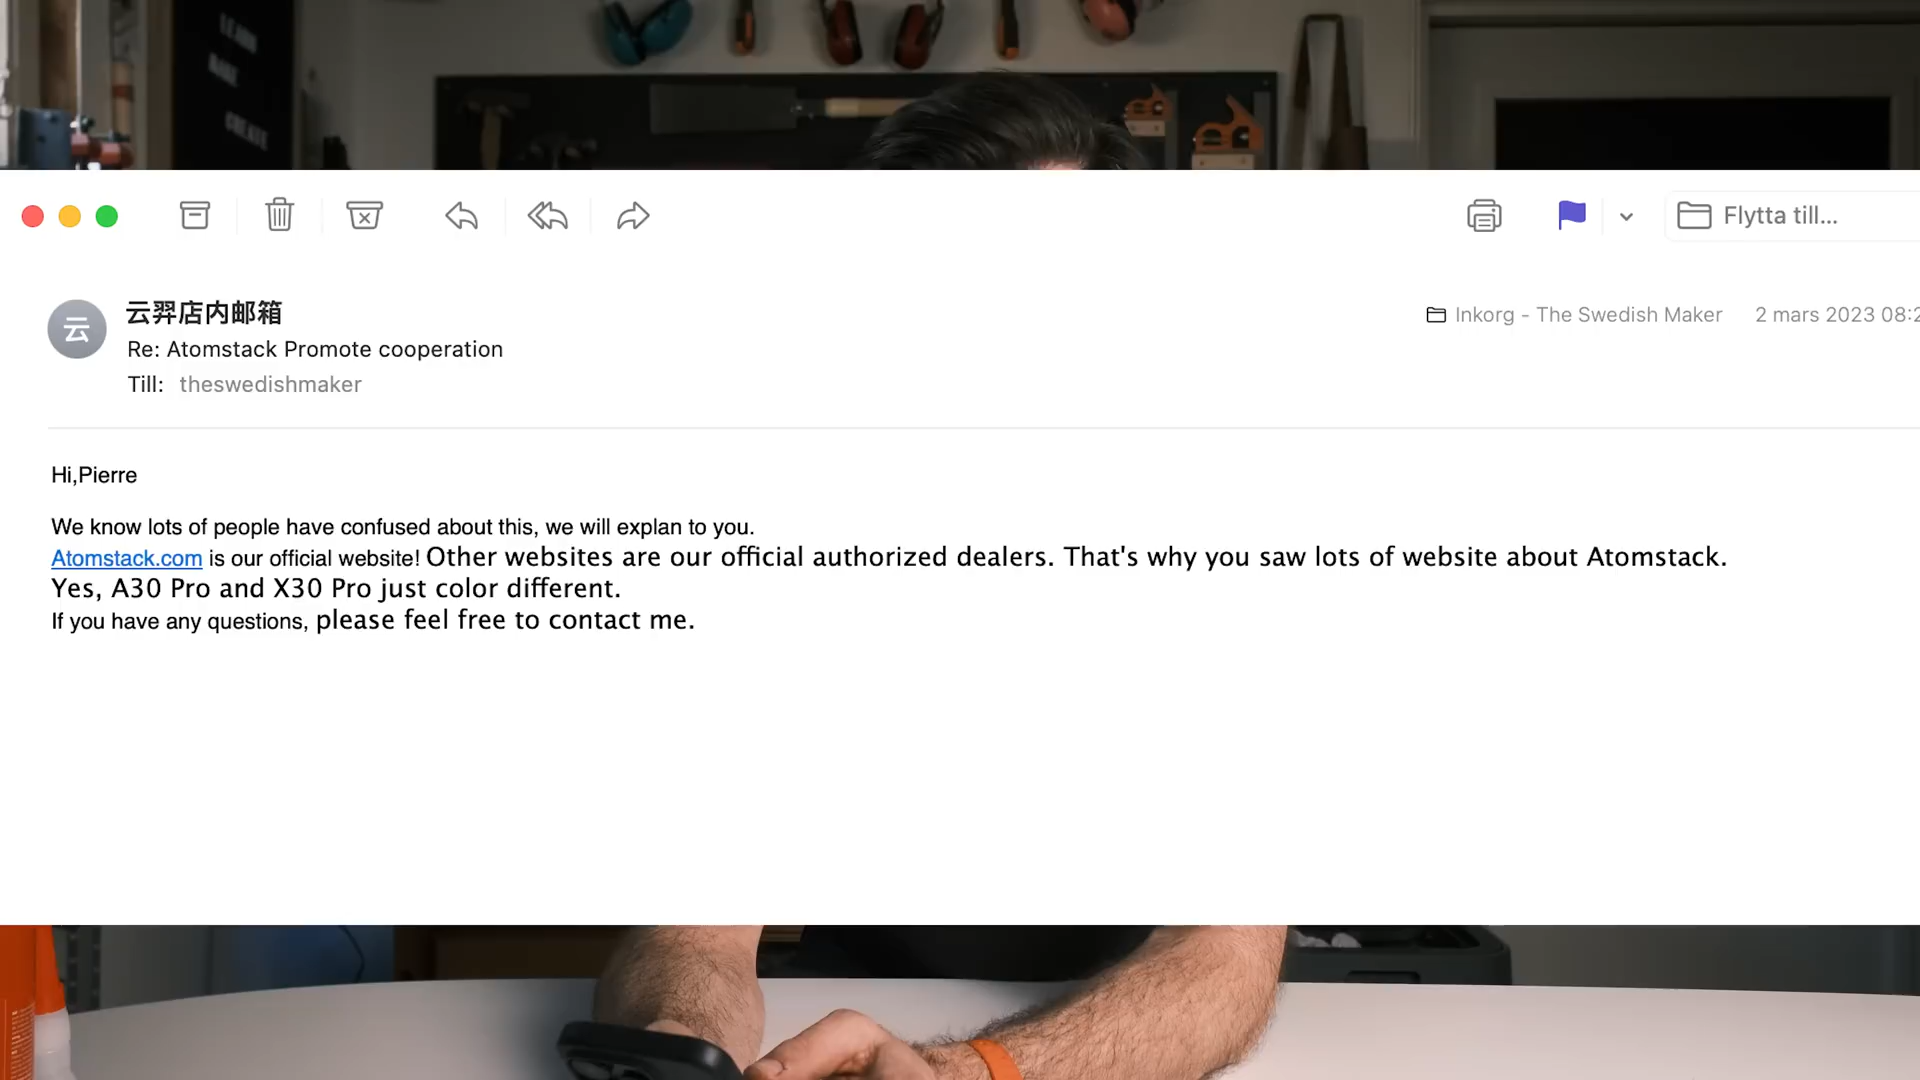 LEARN
MAKE
CREATE
Flytta till...
云羿店内邮箱
云
Inkorg - The Swedish Maker 2 mars 2023 08:2
Re: Atomstack Promote cooperation
Till: theswedishmaker
Hi,Pierre
We know lots of people have confused about this, we will explan to you.
Atomstack.com is our official website! Other websites are our official authorized dealers. That's why you saw lots of website about Atomstack.
Yes, A30 Pro and X30 Pro just color different.
If you have any questions, please feel free to contact me.